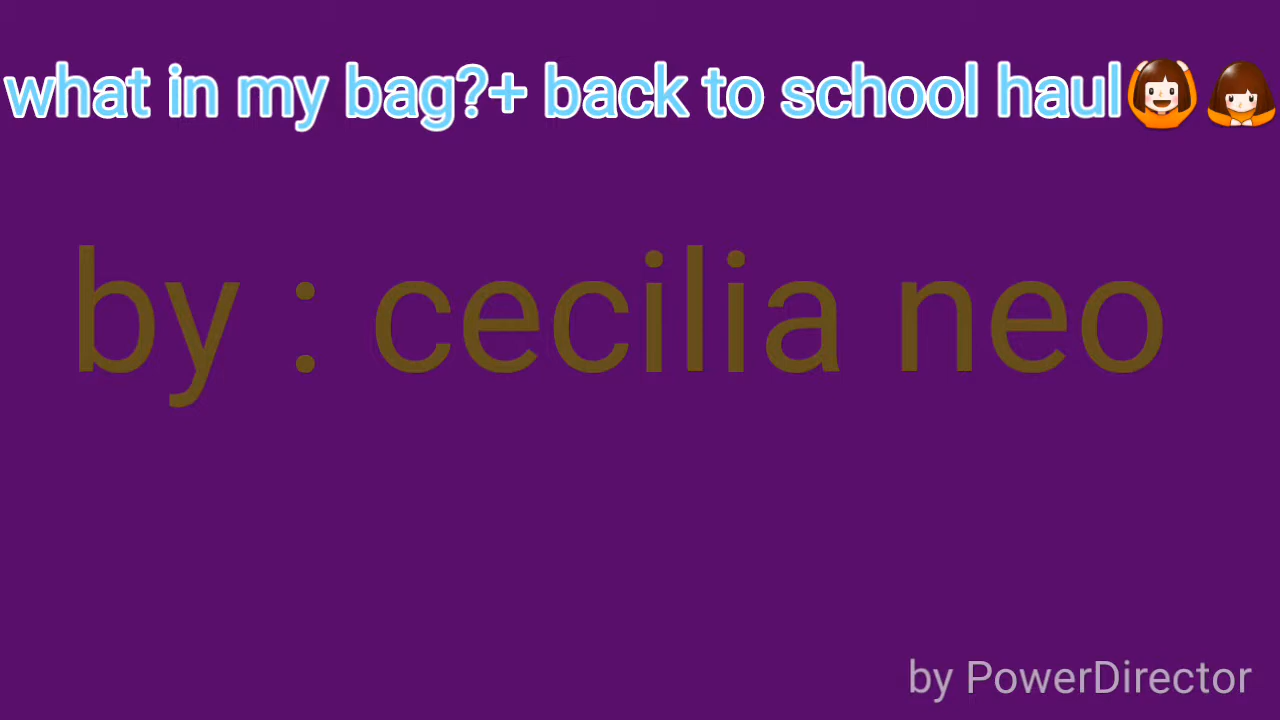 what in my bag?+ back to school haul🙆🙇
by : cecilia neo
by PowerDirector